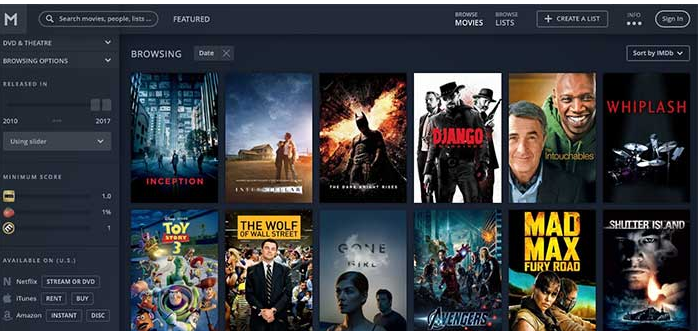 M
Search movies, people, lists ...
FEATURED
BROWSE
MOVIES
BROWSE
LISTS
+ CREATE A LIST
INFO
Sign In
DVD & THEATRE
BROWSING OPTIONS
RELEASED IN
2010
2017
Using slider
MINIMUM SCORE
1.0
1%
1
AVAILABLE ON (U.S.)
Netflix
STREAM OR DVD
iTunes
RENT
BUY
Amazon
INSTANT
DISC
BROWSING
Date ×
Sort by IMDb
INCEPTION
INTERSTELLAR
THE DARK KNIGHT RISES
DJANGO
Intouchables
WHIPLASH
TOY
STORY
3
THE WOLF
OF WALL STREET
GONE
GIRL
AVENGERS
MAD
MAX
FURY ROAD
SHUTTER ISLAND